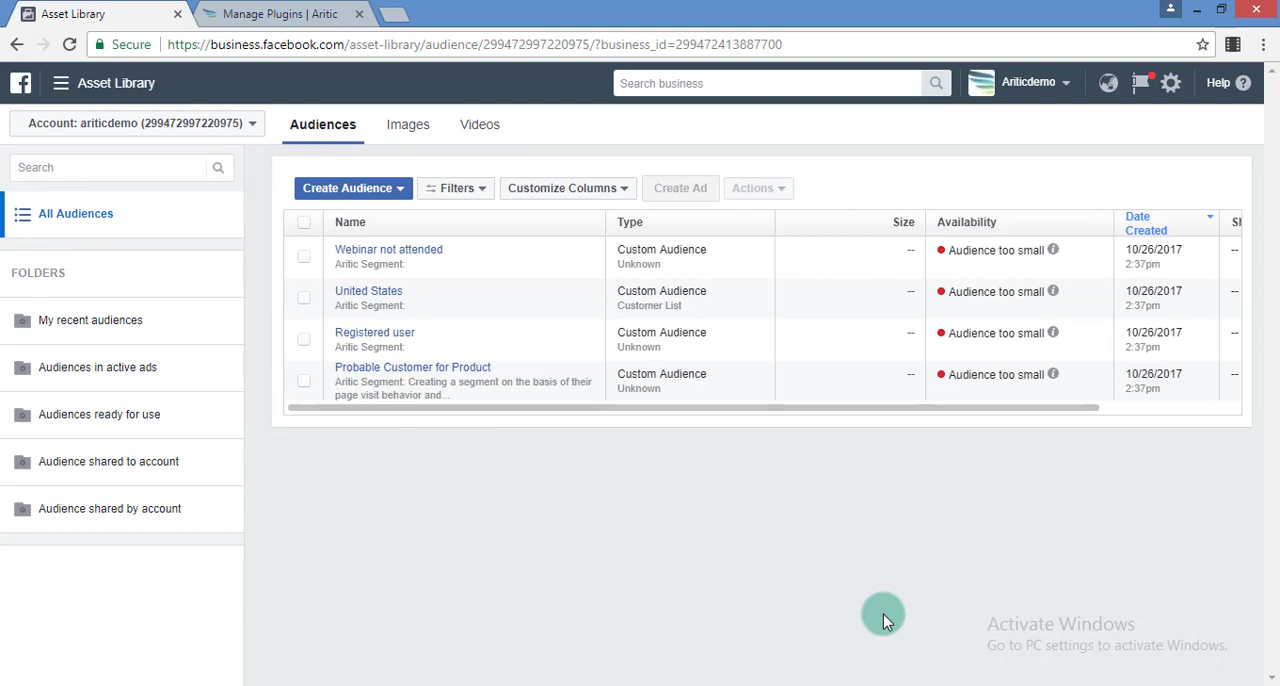 Asset Library
Manage Plugins | Aritic
Secure
https://business.facebook.com/asset-library/audience/299472997220975/?business_id=299472413887700
Asset Library
Search business
Ariticdemo
Help
Account: ariticdemo (299472997220975)
Audiences
Images
Videos
Search
All Audiences
FOLDERS
My recent audiences
Audiences in active ads
Audiences ready for use
Audience shared to account
Audience shared by account
Create Audience
Filters
Customize Columns
Create Ad
Actions
Name
Type
Size
Availability
Date Created
Webinar not attended
Aritic Segment:
Custom Audience
Unknown
--
Audience too small
10/26/2017
2:37pm
--
United States
Aritic Segment:
Custom Audience
Customer List
--
Audience too small
10/26/2017
2:37pm
--
Registered user
Aritic Segment:
Custom Audience
Unknown
--
Audience too small
10/26/2017
2:37pm
--
Probable Customer for Product
Aritic Segment: Creating a segment on the basis of their
page visit behavior and...
Custom Audience
Unknown
--
Audience too small
10/26/2017
2:37pm
--
Activate Windows
Go to PC settings to activate Windows.